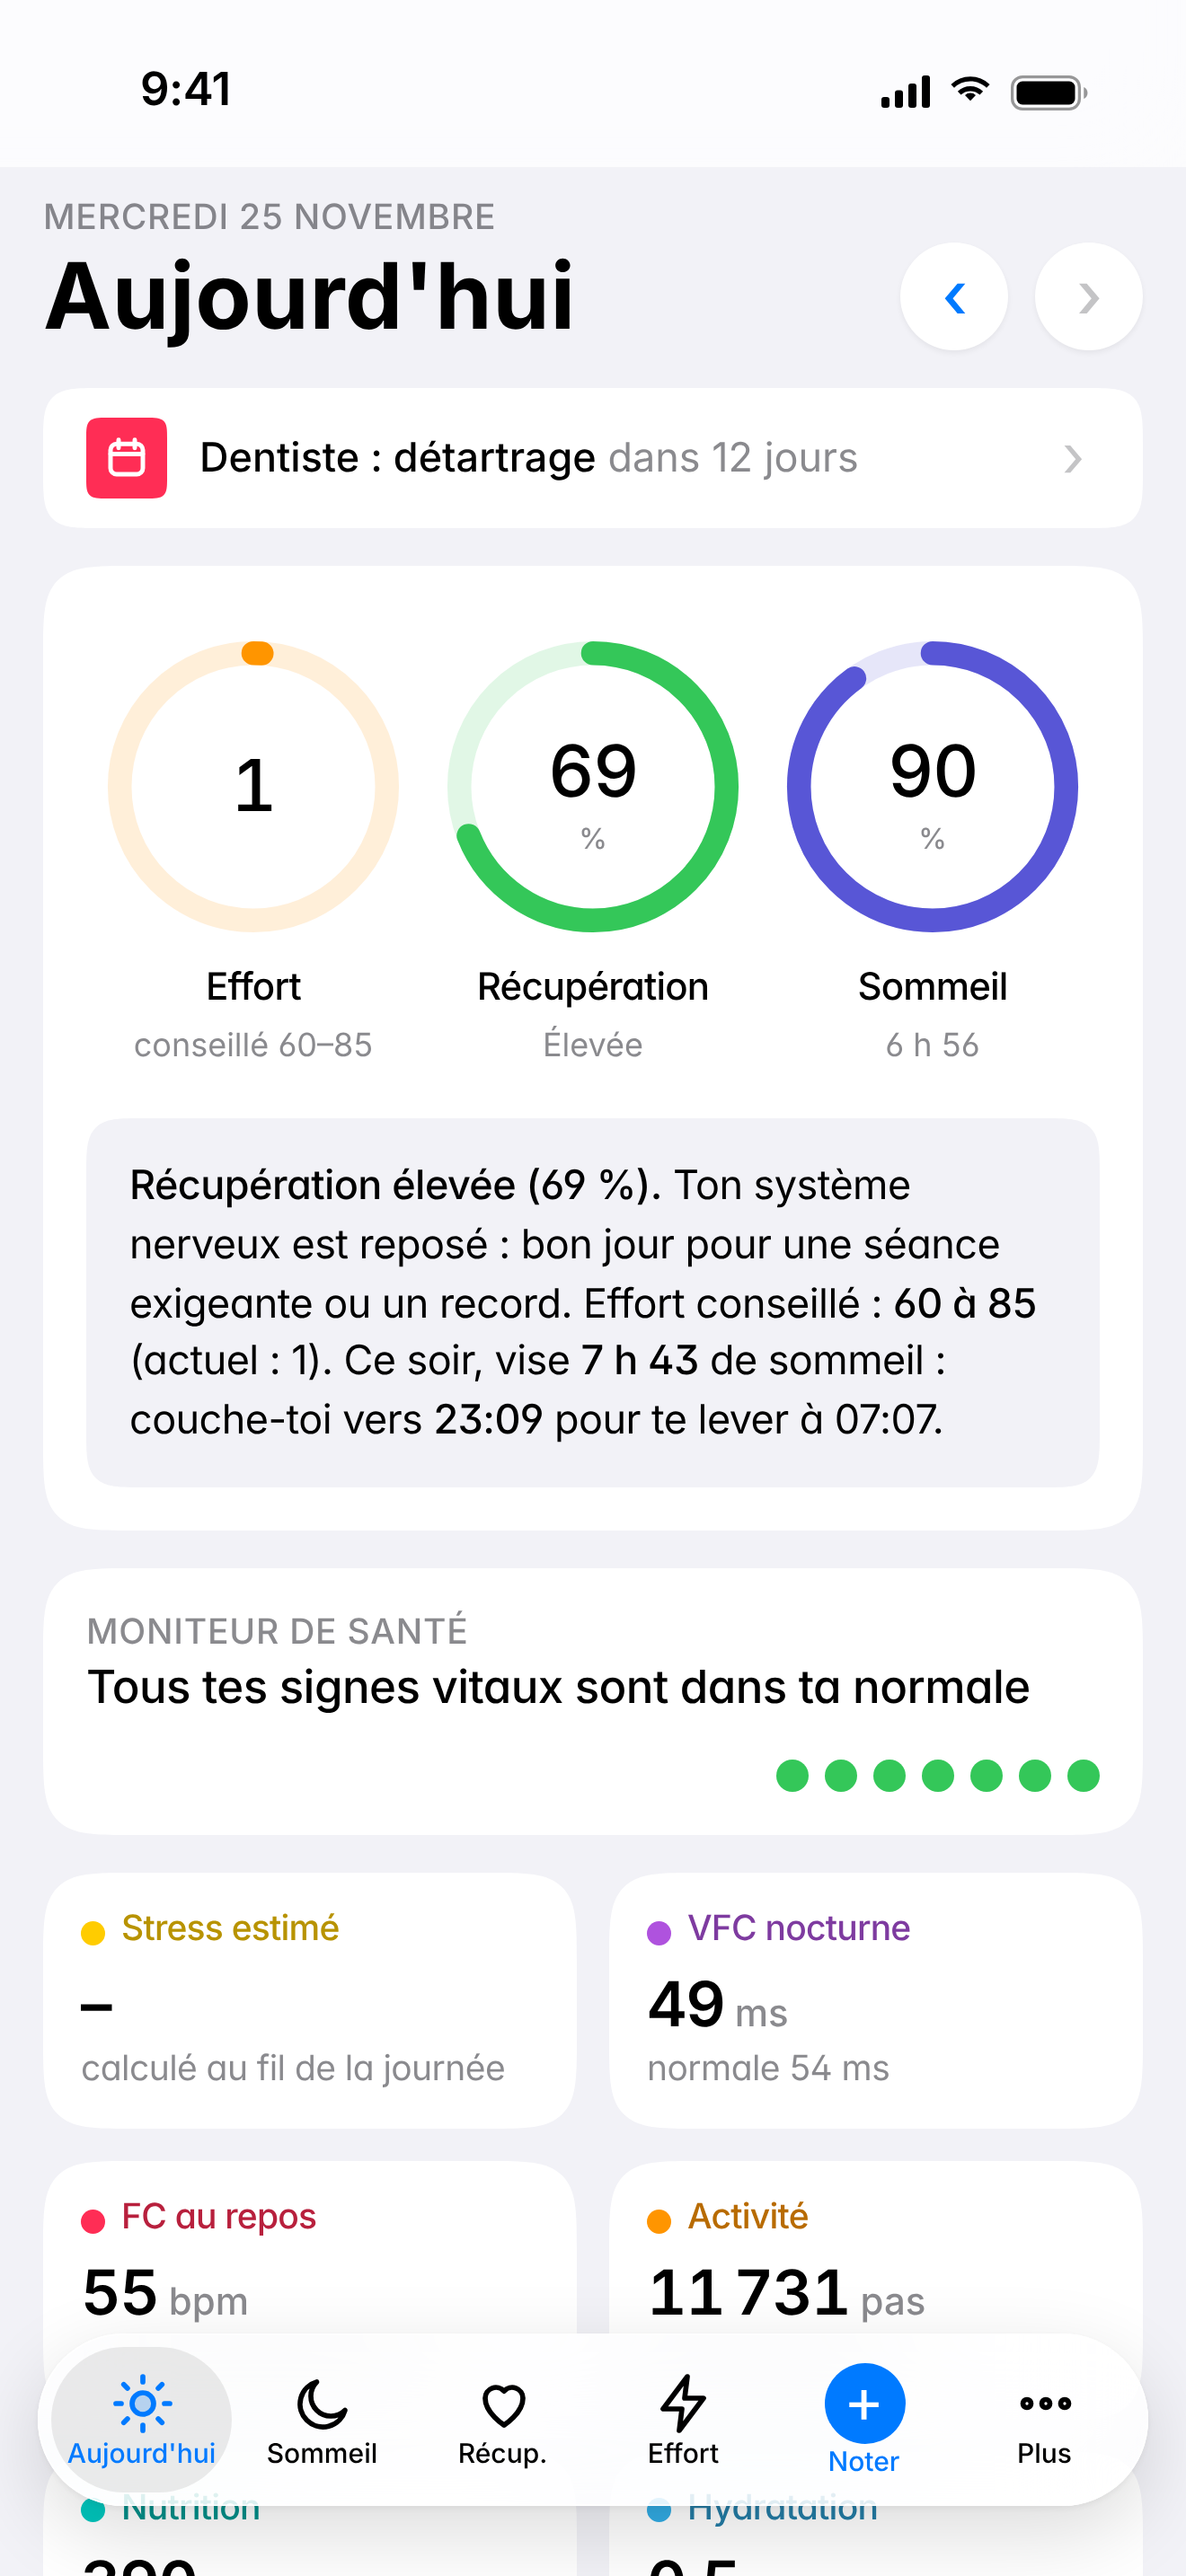 9:41
MERCREDI 25 NOVEMBRE
Aujourd'hui
Dentiste : détartrage dans 12 jours
1
69
%
90
%
Effort
Récupération
Sommeil
conseillé 60–85
Élevée
6 h 56
Récupération élevée (69 %). Ton système
nerveux est reposé : bon jour pour une séance
exigeante ou un record. Effort conseillé : 60 à 85
(actuel : 1). Ce soir, vise 7 h 43 de sommeil :
couche-toi vers 23:09 pour te lever à 07:07.
MONITEUR DE SANTÉ
Tous tes signes vitaux sont dans ta normale
Stress estimé
–
calculé au fil de la journée
VFC nocturne
49 ms
normale 54 ms
FC au repos
55 bpm
Activité
11 731 pas
Aujourd'hui
Sommeil
Récup.
Effort
Noter
Plus
Nutrition
Hydratation